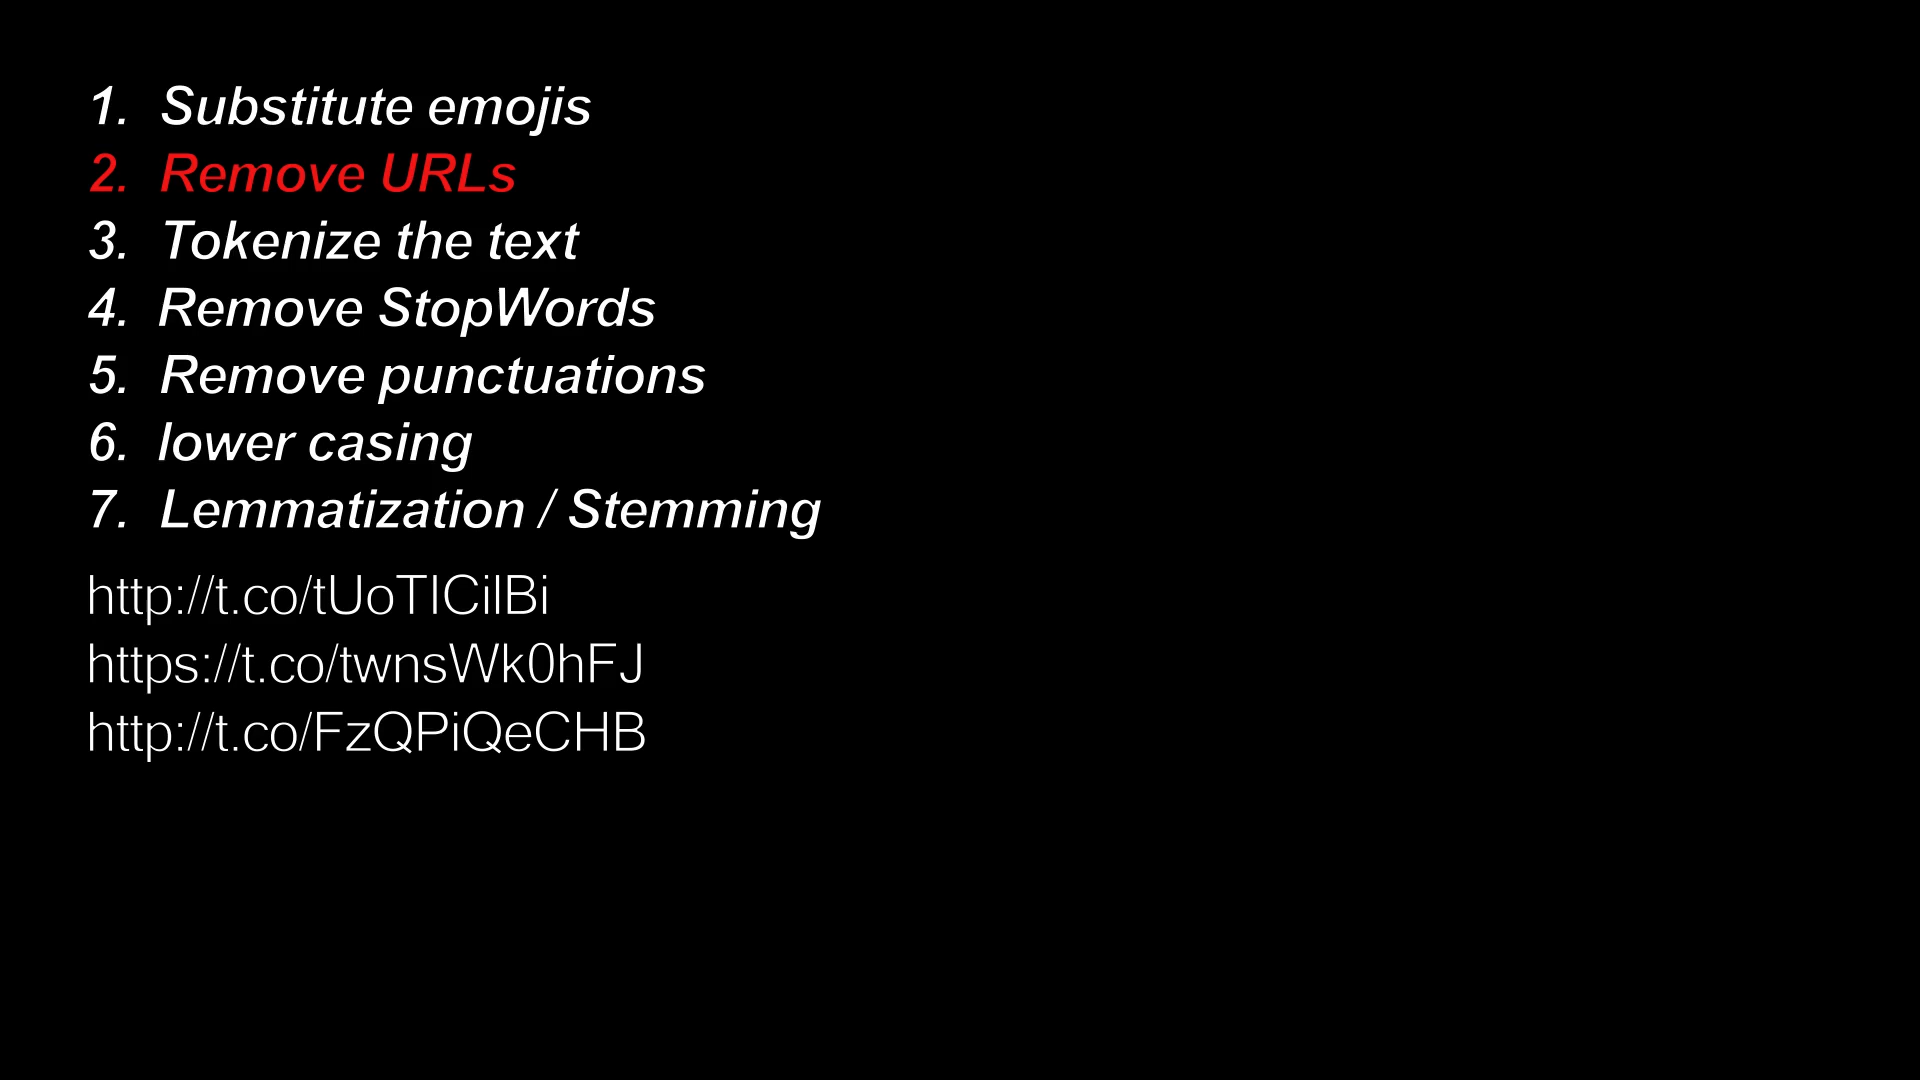 1. Substitute emojis
2. Remove URLs
3. Tokenize the text
4. Remove StopWords
5. Remove punctuations
6. lower casing
7. Lemmatization / Stemming
http://t.co/tUoTlCilBi
https://t.co/twnsWk0hFJ
http://t.co/FzQPiQeCHB